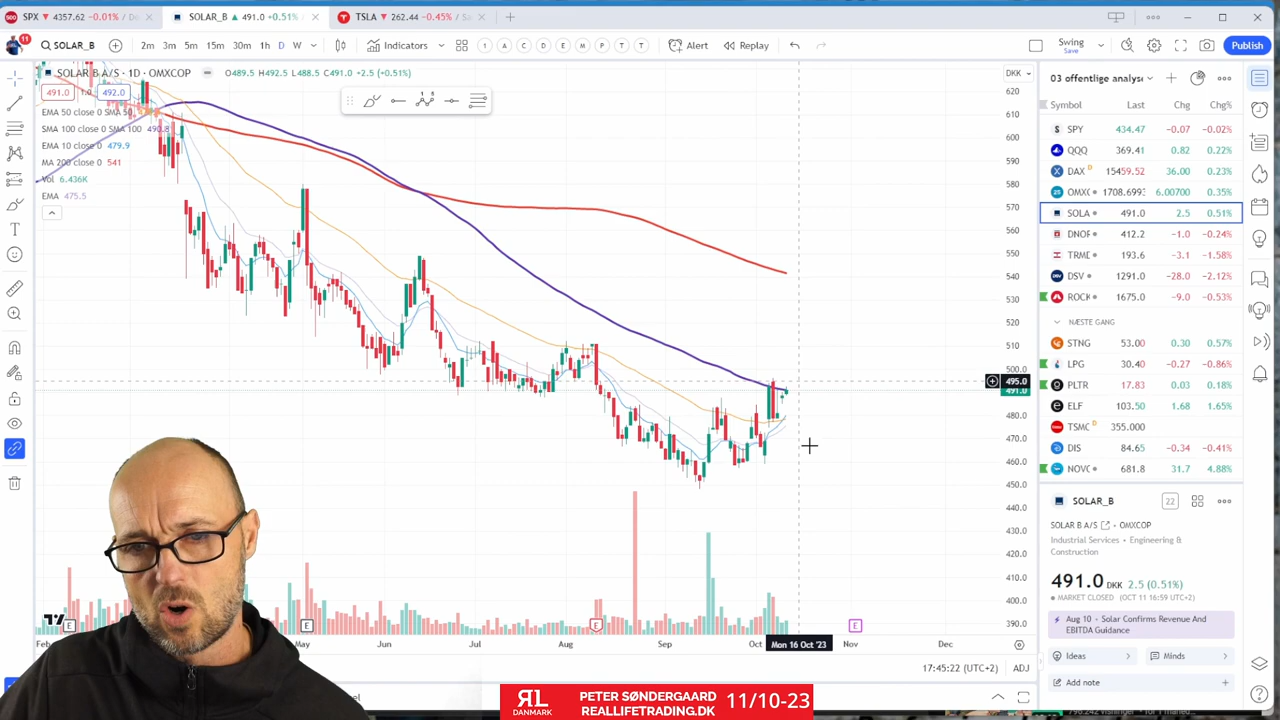 SPX ▼ 4357.62 −0.01% / D
SOLAR_B ▲ 491.0 +0.51%
TSLA ▼ 262.44 −0.45% / Sa
11
SOLAR_B
2m 3m 5m 15m 30m 1h D W
Indicators
1 A C D E M P T T
Alert
Replay
Swing
Save
Publish
SOLAR B A/S · 1D · OMXCOP
O489.5 H492.5 L488.5 C491.0 +2.5 (+0.51%)
491.0 1.0 492.0
EMA 50 close 0 SMA 50
SMA 100 close 0 SMA 100 490.8
EMA 10 close 0 479.9
MA 200 close 0 541
Vol 6.436K
EMA 475.5
DKK
620
610
600
590
580
570
560
550
540
530
520
510
500.0
495.0
491.0
480.0
470.0
460.0
450.0
440.0
430.0
420.0
410.0
400.0
E E E E
May Jun Jul Aug Sep Oct Mon 16 Oct '23 Nov Dec
17:45:22 (UTC+2) ADJ
03 offentlige analyse
Symbol Last Chg Chg%
SPY 434.47 −0.07 −0.02%
QQQ 369.41 0.82 0.22%
DAX D 15459.52 36.00 0.23%
OMXC 1708.6993 6.00700 0.35%
SOLA 491.0 2.5 0.51%
DNOR 412.2 −1.0 −0.24%
TRMD 193.6 −3.1 −1.58%
DSV 1291.0 −28.0 −2.12%
ROCK 1675.0 −9.0 −0.53%
NÆSTE GANG
STNG 53.00 0.30 0.57%
LPG 30.40 −0.27 −0.86%
PLTR 17.83 0.03 0.18%
ELF 103.50 1.68 1.65%
TSMC D 355.000
DIS 84.65 −0.34 −0.41%
NOVO 681.8 31.7 4.88%
SOLAR_B
22
SOLAR B A/S · OMXCOP
Industrial Services • Engineering &
Construction
491.0 DKK 2.5 (0.51%)
MARKET CLOSED (OCT 11 16:59 UTC+2)
Aug 10 · Solar Confirms Revenue And
EBITDA Guidance
Ideas
Minds
Add note
RL
DANMARK
PETER SØNDERGAARD
REALLIFETRADING.DK
11/10-23